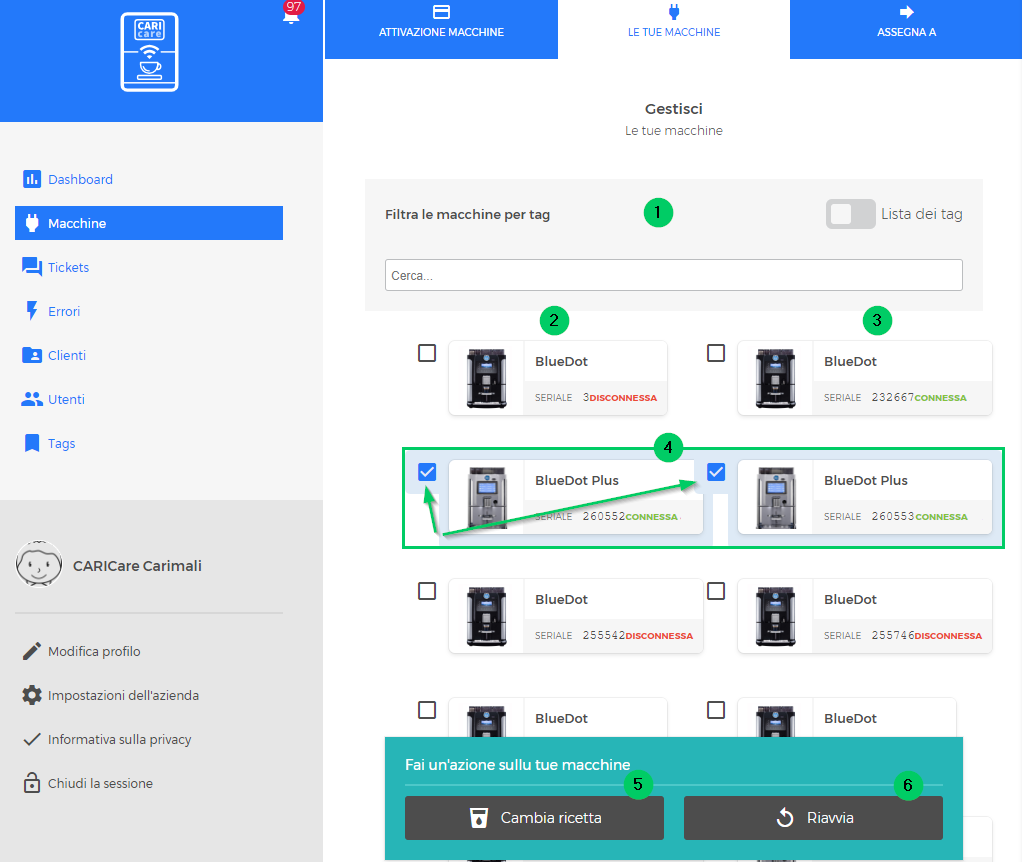 CARI
care
97
ATTIVAZIONE MACCHINE
LE TUE MACCHINE
ASSEGNA A
Dashboard
Macchine
Tickets
Errori
Clienti
Utenti
Tags
CARICare Carimali
Modifica profilo
Impostazioni dell'azienda
Informativa sulla privacy
Chiudi la sessione
Gestisci
Le tue macchine
Filtra le macchine per tag
1
Lista dei tag
Cerca...
2
3
BlueDot
SERIALE 3DISCONNESSA
BlueDot
SERIALE 232667CONNESSA
4
BlueDot Plus
SERIALE 260552CONNESSA
BlueDot Plus
SERIALE 260553CONNESSA
BlueDot
SERIALE 255542DISCONNESSA
BlueDot
SERIALE 255746DISCONNESSA
BlueDot
BlueDot
Fai un'azione sullu tue macchine
5
6
Cambia ricetta
Riavvia